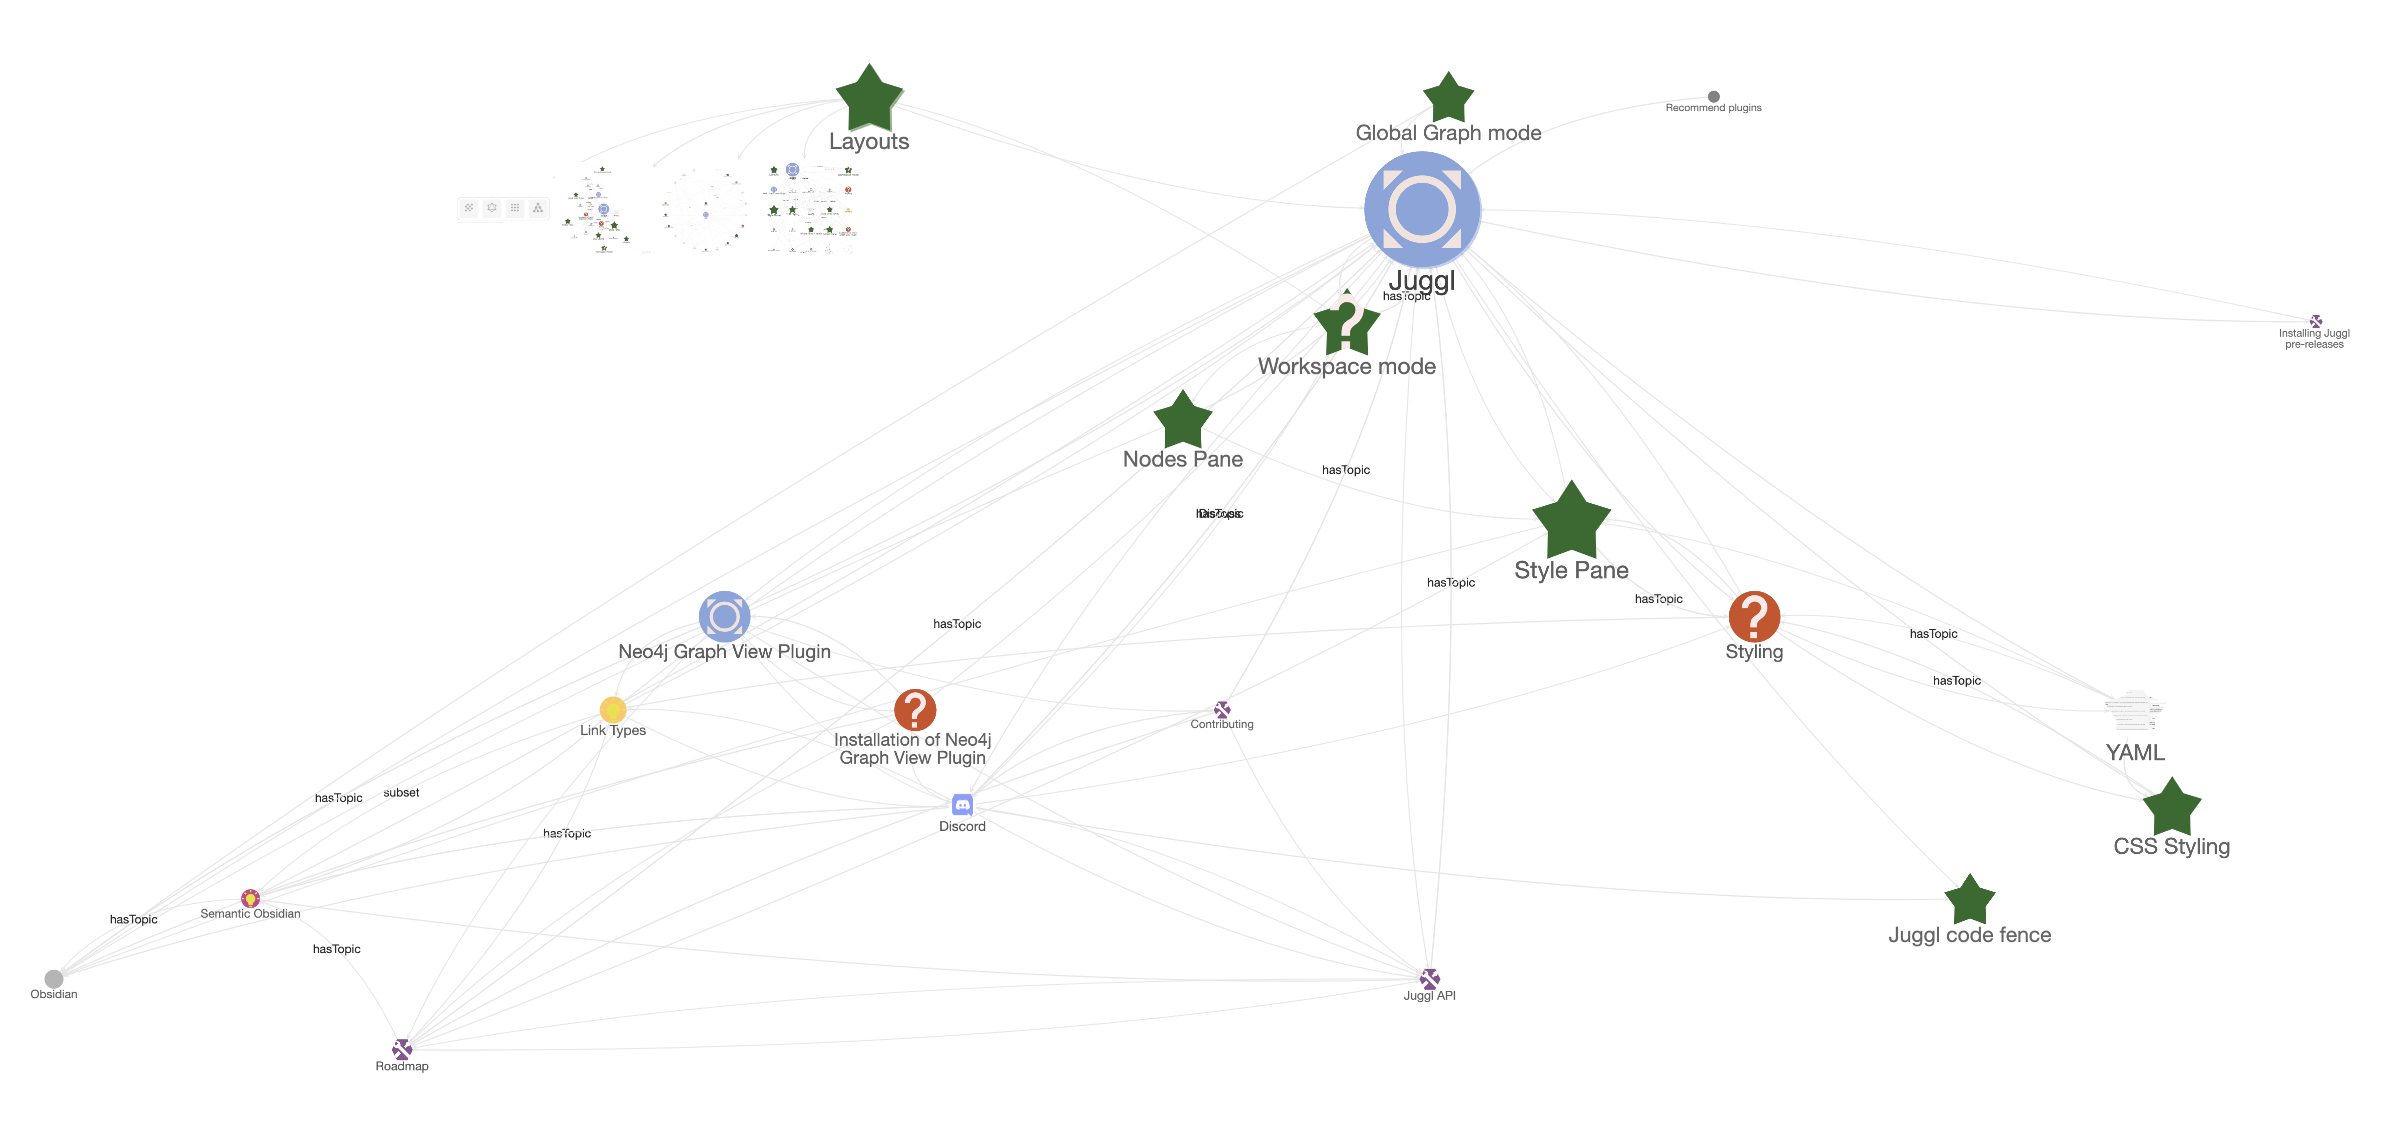 Layouts
Global Graph mode
Recommend plugins
Juggl
hasTopic
Installing Juggl
pre-releases
Workspace mode
Nodes Pane
hasTopic
hasTopic
Style Pane
hasTopic
hasTopic
hasTopic
Neo4j Graph View Plugin
Styling
hasTopic
hasTopic
Link Types
Installation of Neo4j
Graph View Plugin
Contributing
YAML
hasTopic
subset
hasTopic
Discord
CSS Styling
Semantic Obsidian
hasTopic
hasTopic
Juggl code fence
Obsidian
Juggl API
Roadmap